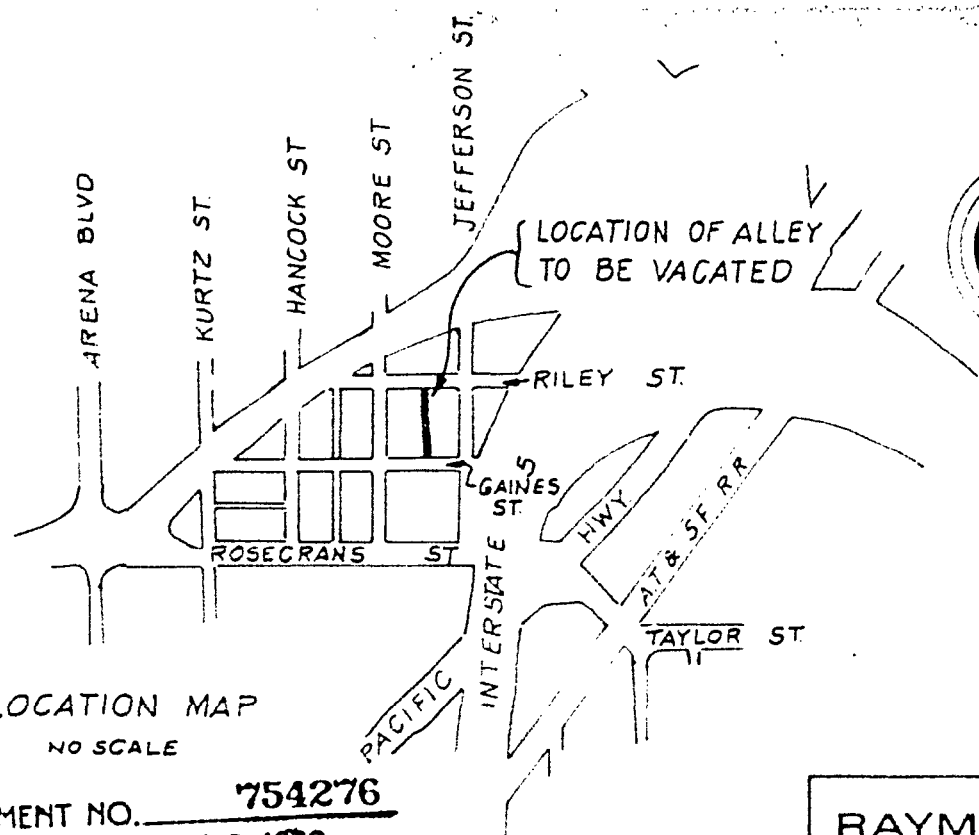 ARENA BLVD
KURTZ ST.
HANCOCK ST
MOORE ST
JEFFERSON ST.
LOCATION OF ALLEY
TO BE VACATED
RILEY ST.
GAINES
ST.
ROSECRANS ST
INTERSTATE 5
HWY
A.T & SF RR
TAYLOR ST.
PACIFIC
LOCATION MAP
NO SCALE
MENT NO. 754276
RAYM